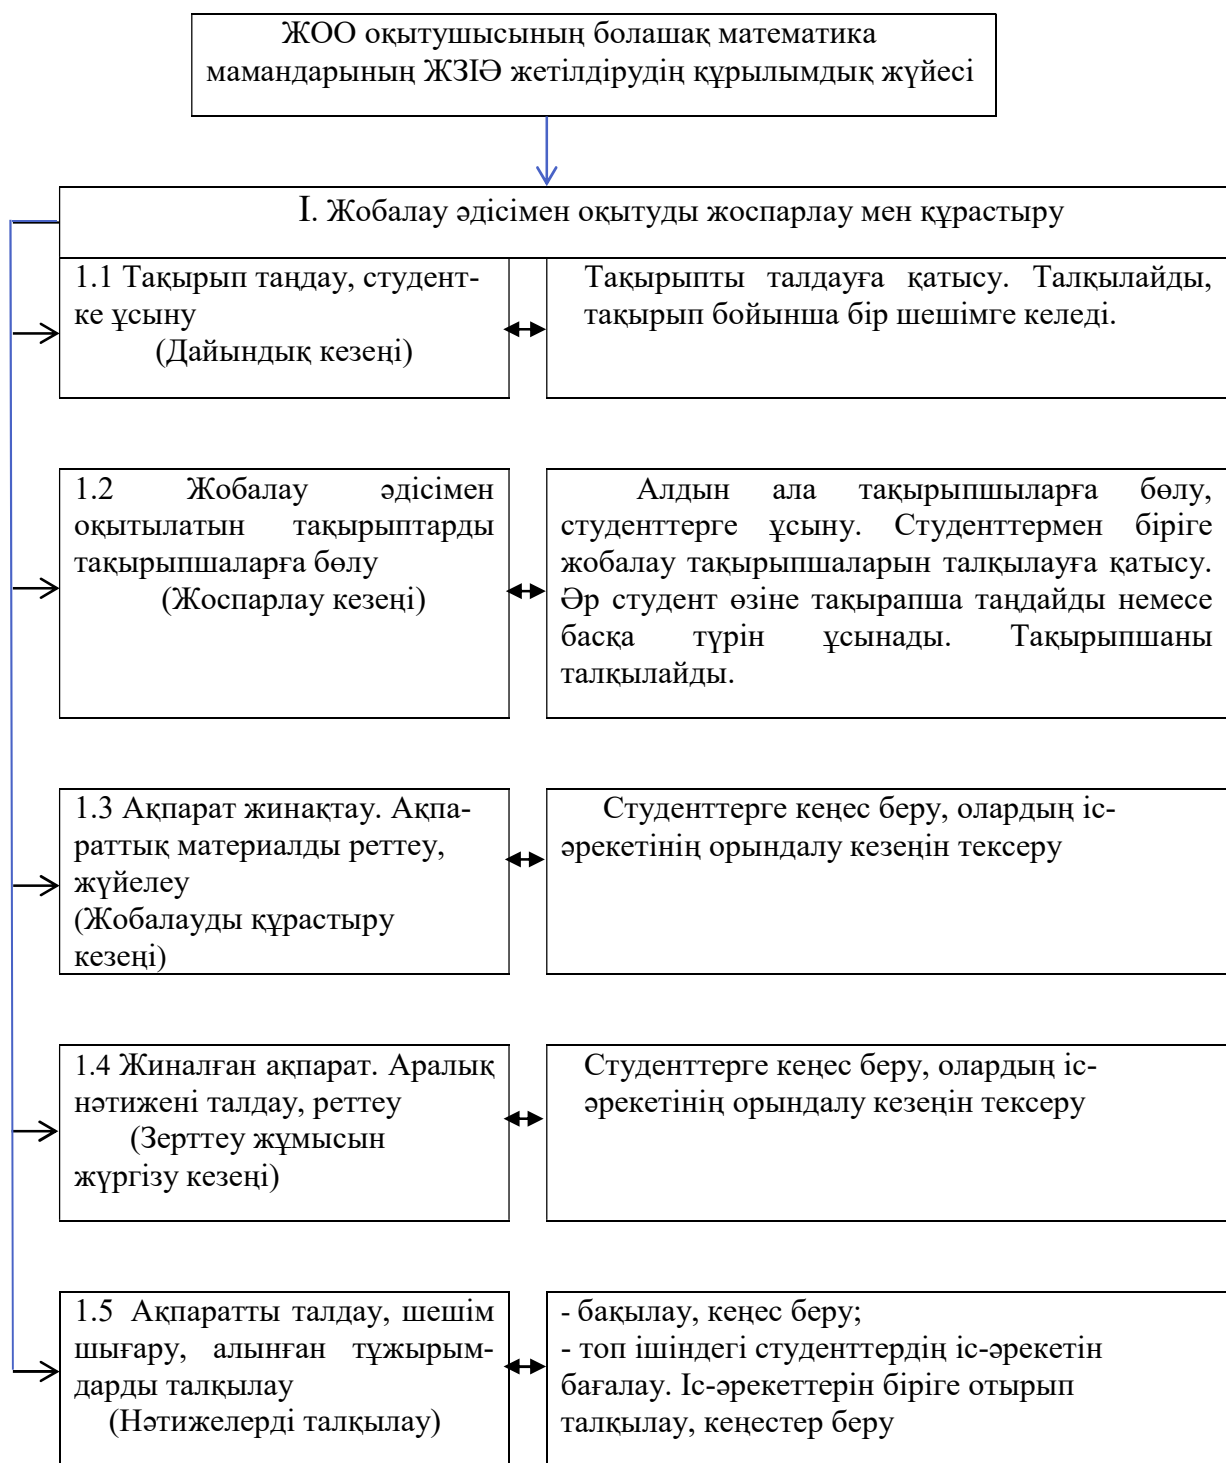 ЖОО оқытушысының болашақ математика
мамандарының ЖЗІӘ жетілдірудің құрылымдық жүйесі
I. Жобалау әдісімен оқытуды жоспарлау мен құрастыру
1.1 Тақырып таңдау, студент-
ке ұсыну
(Дайындық кезеңі)
Тақырыпты талдауға қатысу. Талқылайды,
тақырып бойынша бір шешімге келеді.
1.2 Жобалау әдісімен
оқытылатын тақырыптарды
тақырыпшаларға бөлу
(Жоспарлау кезеңі)
Алдын ала тақырыпшыларға бөлу,
студенттерге ұсыну. Студенттермен біріге
жобалау тақырыпшаларын талқылауға қатысу.
Әр студент өзіне тақырапша таңдайды немесе
басқа түрін ұсынады. Тақырыпшаны
талқылайды.
1.3 Ақпарат жинақтау. Ақпа-
раттық материалды реттеу,
жүйелеу
(Жобалауды құрастыру
кезеңі)
Студенттерге кеңес беру, олардың іс-
әрекетінің орындалу кезеңін тексеру
1.4 Жиналған ақпарат. Аралық
нәтижені талдау, реттеу
(Зерттеу жұмысын
жүргізу кезеңі)
Студенттерге кеңес беру, олардың іс-
әрекетінің орындалу кезеңін тексеру
1.5 Ақпаратты талдау, шешім
шығару, алынған тұжырым-
дарды талқылау
(Нәтижелерді талқылау)
- бақылау, кеңес беру;
- топ ішіндегі студенттердің іс-әрекетін
бағалау. Іс-әрекеттерін біріге отырып
талқылау, кеңестер беру